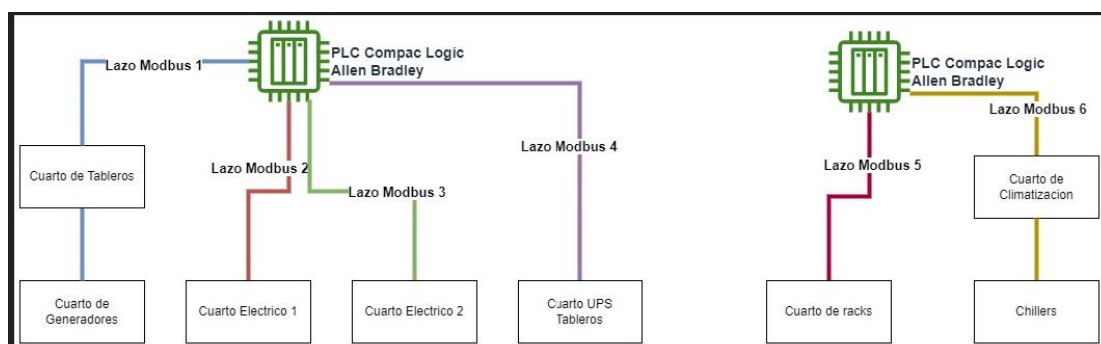 PLC Compac Logic
Allen Bradley
PLC Compac Logic
Allen Bradley
Lazo Modbus 1
Lazo Modbus 6
Lazo Modbus 4
Lazo Modbus 2
Lazo Modbus 5
Lazo Modbus 3
Cuarto de Tableros
Cuarto de
Climatizacion
Cuarto de
Generadores
Cuarto Electrico 1
Cuarto Electrico 2
Cuarto UPS
Tableros
Cuarto de racks
Chillers